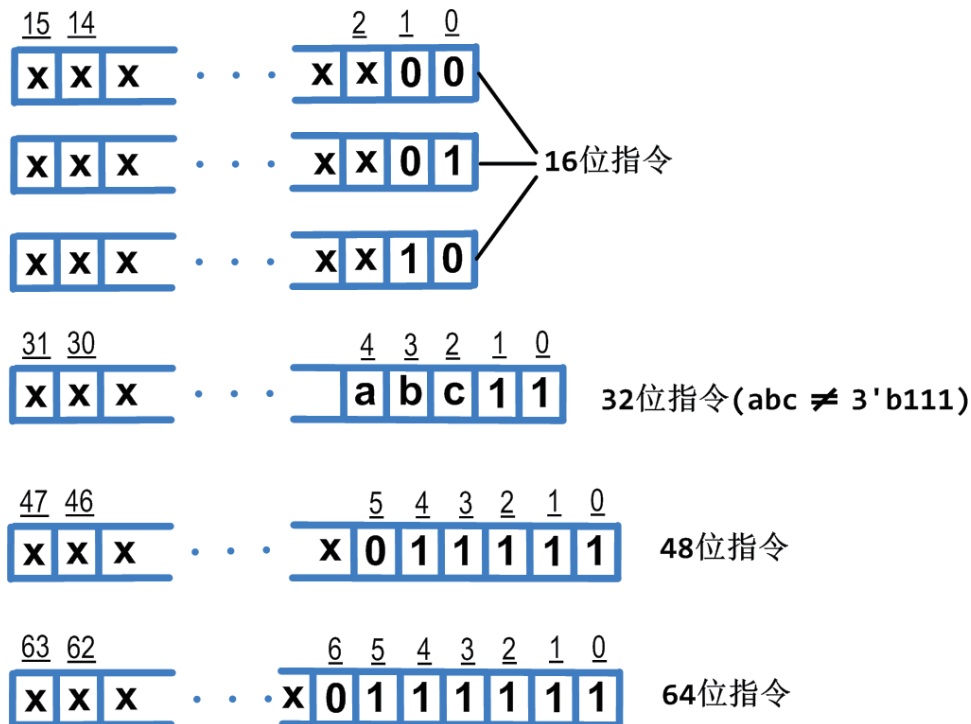 15 14 2 1 0
x x x · · · x x 0 0
x x x · · · x x 0 1 16位指令
x x x · · · x x 1 0
31 30 4 3 2 1 0
x x x · · · a b c 1 1 32位指令(abc ≠ 3'b111)
47 46 5 4 3 2 1 0
x x x · · · x 0 1 1 1 1 1 48位指令
63 62 6 5 4 3 2 1 0
x x x · · · x 0 1 1 1 1 1 1 64位指令